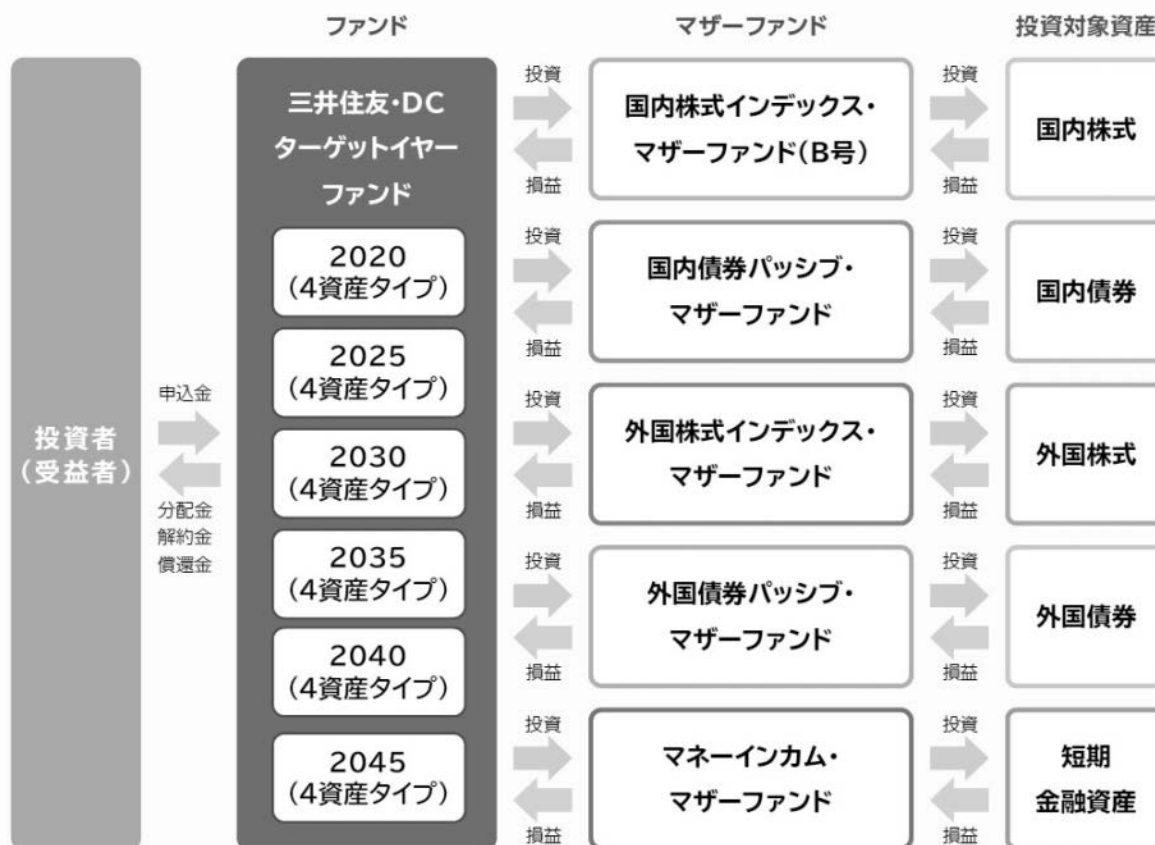 ファンド
マザーファンド
投資対象資産
投資者
（受益者）
申込金
分配金
解約金
償還金
三井住友・DC
ターゲットイヤー
ファンド
2020
（4資産タイプ）
2025
（4資産タイプ）
2030
（4資産タイプ）
2035
（4資産タイプ）
2040
（4資産タイプ）
2045
（4資産タイプ）
投資
損益
国内株式インデックス・
マザーファンド（B号）
投資
損益
国内株式
投資
損益
国内債券パッシブ・
マザーファンド
投資
損益
国内債券
投資
損益
外国株式インデックス・
マザーファンド
投資
損益
外国株式
投資
損益
外国債券パッシブ・
マザーファンド
投資
損益
外国債券
投資
損益
マネーインカム・
マザーファンド
投資
損益
短期
金融資産